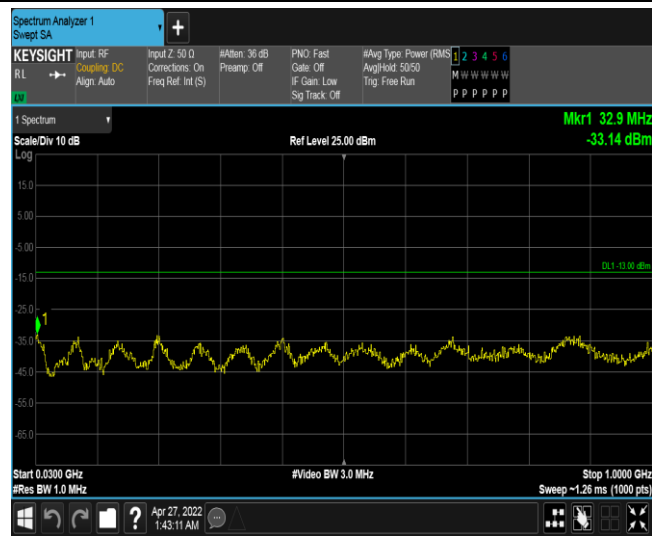 Spectrum Analyzer 1
Swept SA
+
KEYSIGHT
RL
Input: RF
Coupling: DC
Align: Auto
Input Z: 50 Ω
Corrections: On
Freq Ref: Int (S)
#Atten: 36 dB
Preamp: Off
PNO: Fast
Gate: Off
IF Gain: Low
Sig Track: Off
#Avg Type: Power (RMS
Avg|Hold: 50/50
Trig: Free Run
1 2 3 4 5 6
M W W W W W
P P P P P P
1 Spectrum
Mkr1 32.9 MHz
Scale/Div 10 dB
Ref Level 25.00 dBm
-33.14 dBm
Log
15.0
5.00
-5.00
DL1 -13.00 dBm
-15.0
-25.0
1
-35.0
-45.0
-55.0
-65.0
Start 0.0300 GHz
#Video BW 3.0 MHz
Stop 1.0000 GHz
#Res BW 1.0 MHz
Sweep ~1.26 ms (1000 pts)
?
Apr 27, 2022
1:43:11 AM